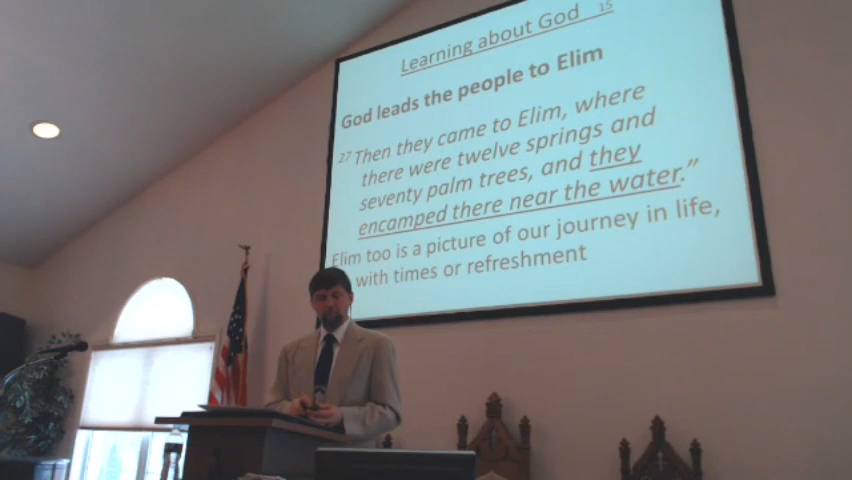 Learning about God 15
God leads the people to Elim
27 Then they came to Elim, where
there were twelve springs and
seventy palm trees, and they
encamped there near the water.”
Elim too is a picture of our journey in life,
with times or refreshment